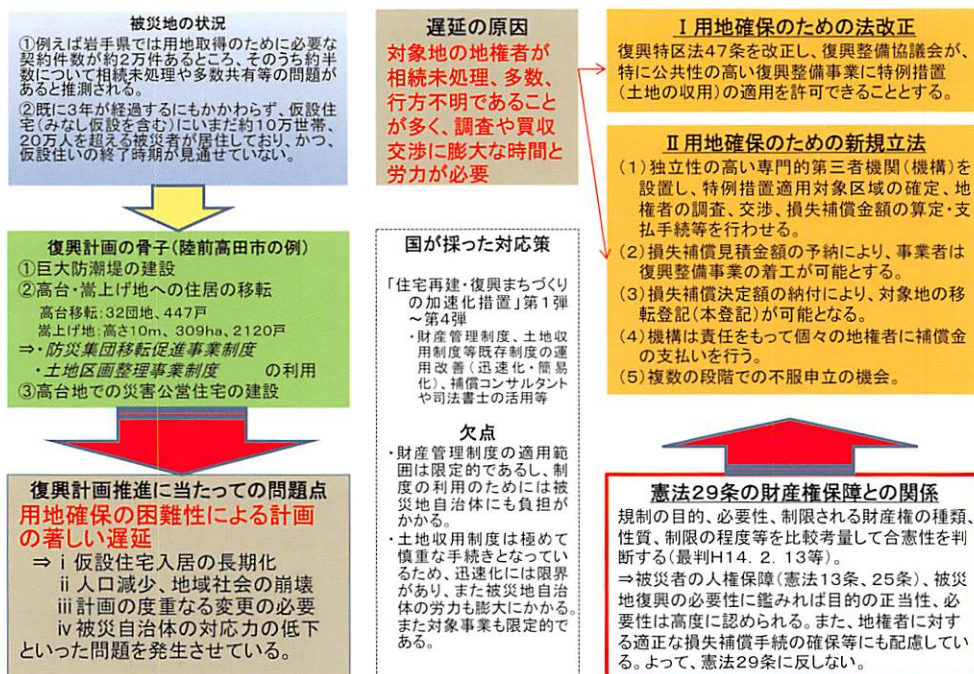 被災地の状況
①例えば岩手県では用地取得のために必要な
契約件数が約2万件あるところ、そのうち約半
数について相続未処理や多数共有等の問題が
あると推測される。
②既に3年が経過するにもかかわらず、仮設住
宅（みなし仮設を含む）にいまだ約10万世帯、
20万人を超える被災者が居住しており、かつ、
仮設住いの終了時期が見通せていない。
復興計画の骨子（陸前高田市の例）
①巨大防潮堤の建設
②高台・嵩上げ地への住居の移転
高台移転：32団地、447戸
嵩上げ地：高さ10m、309ha、2120戸
⇒・防災集団移転促進事業制度
・土地区画整理事業制度 の利用
③高台地での災害公営住宅の建設
復興計画推進に当たっての問題点
用地確保の困難性による計画
の著しい遅延
⇒ ⅰ 仮設住宅入居の長期化
ⅱ 人口減少、地域社会の崩壊
ⅲ 計画の度重なる変更の必要
ⅳ 被災自治体の対応力の低下
といった問題を発生させている。
遅延の原因
対象地の地権者が
相続未処理、多数、
行方不明であること
が多く、調査や買収
交渉に膨大な時間と
労力が必要
国が採った対応策
「住宅再建・復興まちづくり
の加速化措置」第1弾
～第4弾
・財産管理制度、土地収
用制度等既存制度の運
用改善（迅速化・簡易
化）、補償コンサルタント
や司法書士の活用等
欠点
・財産管理制度の適用範
囲は限定的であるし、制
度の利用のためには被
災地自治体にも負担が
かかる。
・土地収用制度は極めて
慎重な手続きとなってい
るため、迅速化には限界
があり、また被災地自治
体の労力も膨大にかかる。
また対象事業も限定的で
ある。
Ⅰ 用地確保のための法改正
復興特区法47条を改正し、復興整備協議会が、
特に公共性の高い復興整備事業に特例措置
（土地の収用）の適用を許可できることとする。
Ⅱ 用地確保のための新規立法
（1）独立性の高い専門的第三者機関（機構）を
設置し、特例措置適用対象区域の確定、地
権者の調査、交渉、損失補償金額の算定・支
払手続等を行わせる。
（2）損失補償見積金額の予納により、事業者は
復興整備事業の着工が可能とする。
（3）損失補償決定額の納付により、対象地の移
転登記（本登記）が可能となる。
（4）機構は責任をもって個々の地権者に補償金
の支払いを行う。
（5）複数の段階での不服申立の機会。
憲法29条の財産権保障との関係
規制の目的、必要性、制限される財産権の種類、
性質、制限の程度等を比較考量して合憲性を判
断する（最判H14．2．13等）。
⇒被災者の人権保障（憲法13条、25条）、被災
地復興の必要性に鑑みれば目的の正当性、必
要性は高度に認められる。また、地権者に対す
る適正な損失補償手続の確保等にも配慮してい
る。よって、憲法29条に反しない。